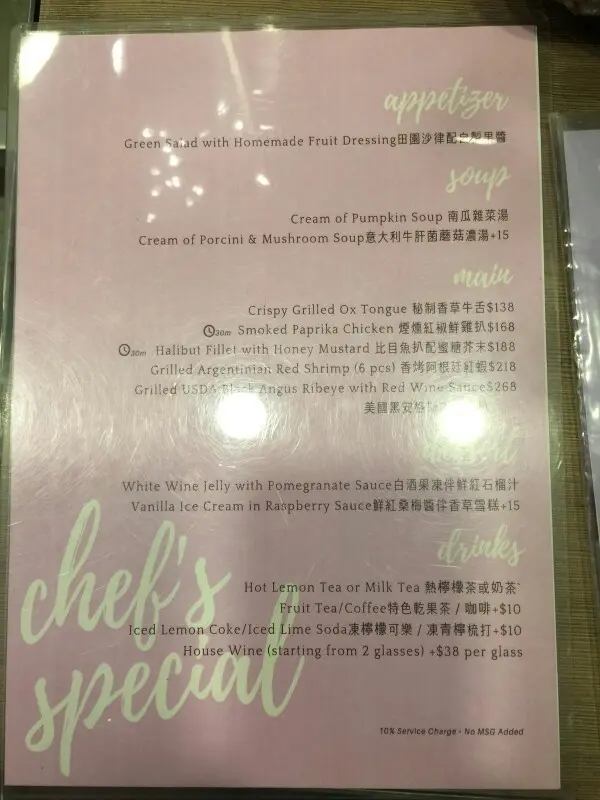 appetizer
Green Salad with Homemade Fruit Dressing田園沙律配自製果醬
soup
Cream of Pumpkin Soup 南瓜雜菜湯
Cream of Porcini & Mushroom Soup意大利牛肝菌蘑菇濃湯+15
main
Crispy Grilled Ox Tongue 秘制香草牛舌$138
30m Smoked Paprika Chicken 煙燻紅椒鮮雞扒$168
30m Halibut Fillet with Honey Mustard 比目魚扒配蜜糖芥末$188
Grilled Argentinian Red Shrimp (6 pcs) 香烤阿根廷紅蝦$218
Grilled USDA Black Angus Ribeye with Red Wine Sauce$268
美國黑安格
White Wine Jelly with Pomegranate Sauce白酒果凍伴鮮紅石榴汁
Vanilla Ice Cream in Raspberry Sauce鮮紅桑梅醬伴香草雪糕+15
drinks
Hot Lemon Tea or Milk Tea 熱檸檬茶或奶茶
Fruit Tea/Coffee特色乾果茶 / 咖啡+$10
Iced Lemon Coke/Iced Lime Soda凍檸檬可樂 / 凍青檸梳打+$10
House Wine (starting from 2 glasses) +$38 per glass
chef's
special
10% Service Charge • No MSG Added